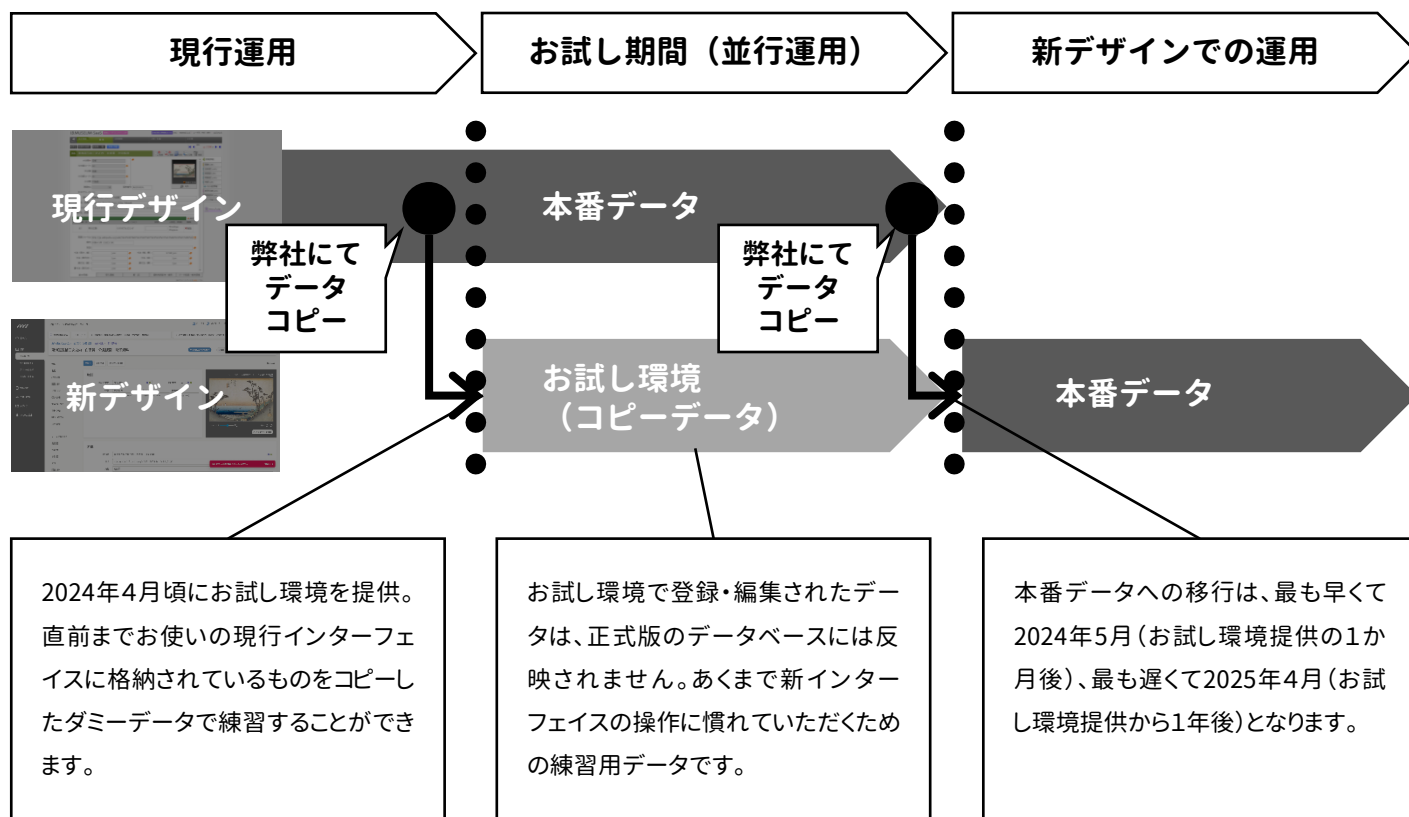 現行運用
お試し期間（並行運用）
新デザインでの運用
現行デザイン
本番データ
弊社にて
データ
コピー
弊社にて
データ
コピー
新デザイン
お試し環境
（コピーデータ）
本番データ
2024年4月頃にお試し環境を提供。
直前までお使いの現行インターフェ
イスに格納されているものをコピーし
たダミーデータで練習することができ
ます。
お試し環境で登録・編集されたデー
タは、正式版のデータベースには反
映されません。あくまで新インター
フェイスの操作に慣れていただくため
の練習用データです。
本番データへの移行は、最も早くて
2024年5月（お試し環境提供の１か
月後）、最も遅くて2025年４月（お試
し環境提供から１年後）となります。